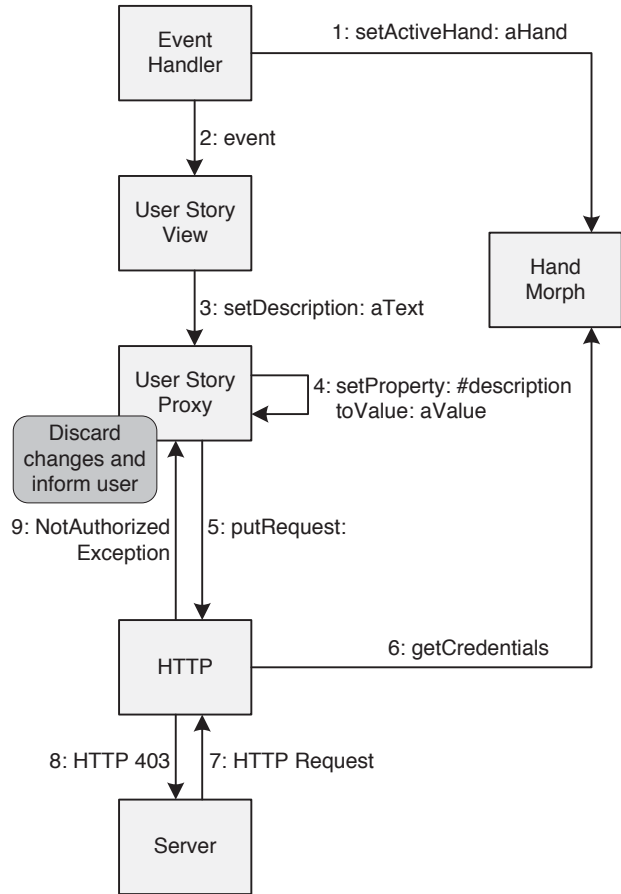 Event
Handler
1: setActiveHand: aHand
2: event
User Story
View
Hand
Morph
3: setDescription: aText
User Story
Proxy
4: setProperty: #description
toValue: aValue
Discard
changes and
inform user
9: NotAuthorized
Exception
5: putRequest:
HTTP
6: getCredentials
8: HTTP 403
7: HTTP Request
Server